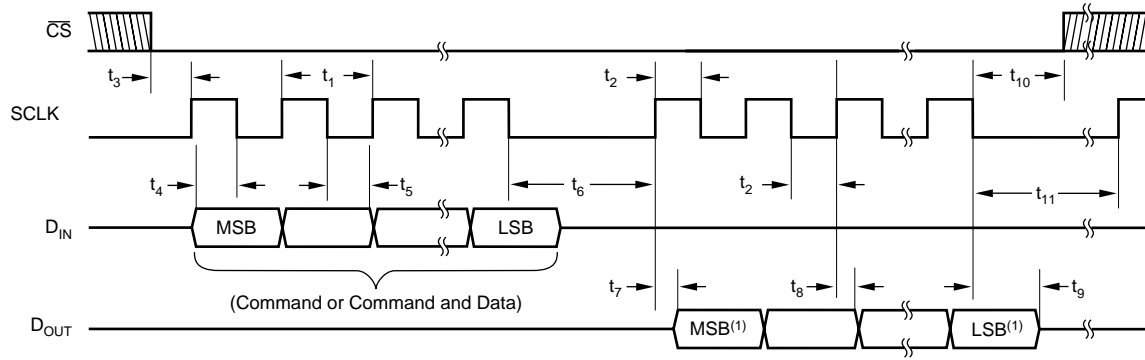 CS
t3
t1
t2
t10
SCLK
t4
t5
t6
t2
t11
DIN
MSB
LSB
(Command or Command and Data)
t7
t8
t9
DOUT
MSB(1)
LSB(1)